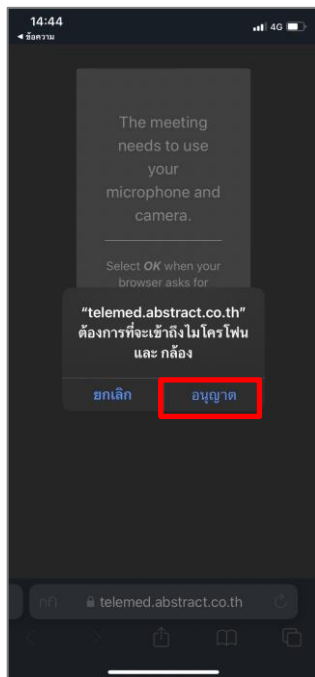 14:44
4G
◀ ข้อความ
The meeting
needs to use
your
microphone and
camera.
Select OK when your
browser asks for
"telemed.abstract.co.th"
ต้องการที่จะเข้าถึงไมโครโฟน
และ กล้อง
ยกเลิก
อนุญาต
telemed.abstract.co.th